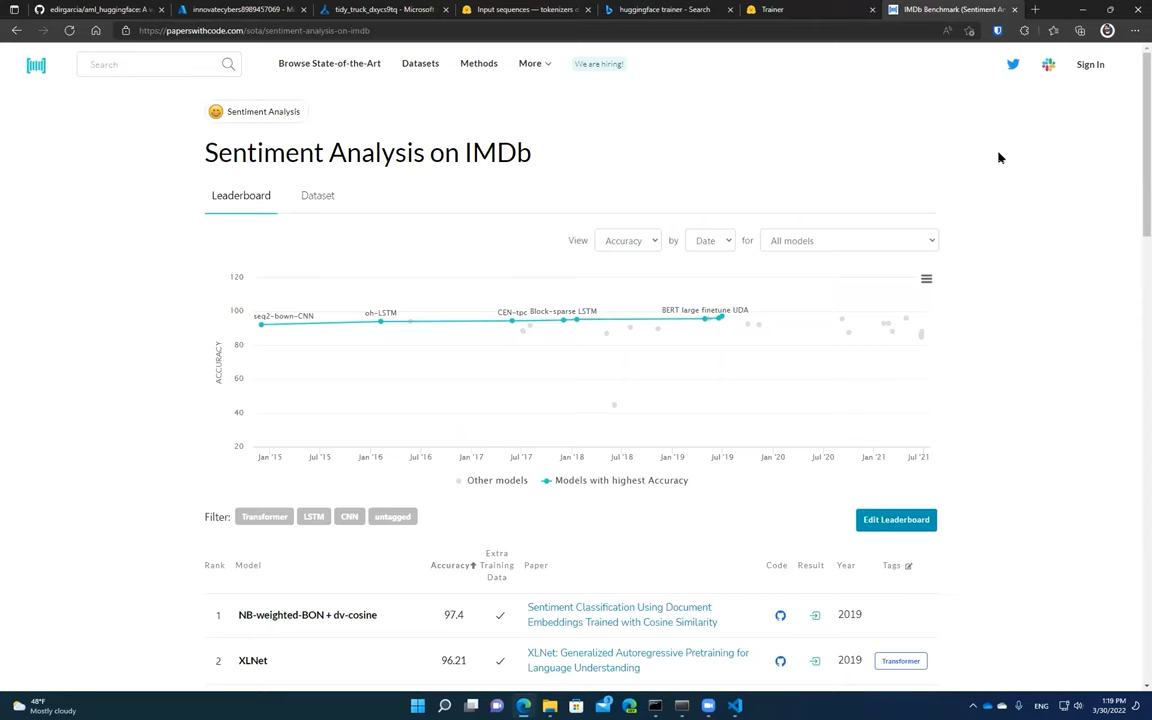 edirgarcia/aml_huggingface: A w
innovatecybers8989457069 - Mi
tidy_truck_dxycs9tq - Microsoft
Input sequences — tokenizers d
huggingface trainer - Search
Trainer
IMDb Benchmark (Sentiment An
https://paperswithcode.com/sota/sentiment-analysis-on-imdb
Search
Browse State-of-the-Art
Datasets
Methods
More
We are hiring!
Sign In
Sentiment Analysis
Sentiment Analysis on IMDb
Leaderboard
Dataset
View Accuracy by Date for All models
120
100
80
60
40
20
ACCURACY
seq2-bown-CNN
oh-LSTM
CEN-tpc
Block-sparse LSTM
BERT large finetune UDA
Jan '15 Jul '15 Jan '16 Jul '16 Jan '17 Jul '17 Jan '18 Jul '18 Jan '19 Jul '19 Jan '20 Jul '20 Jan '21 Jul '21
Other models Models with highest Accuracy
Filter: Transformer LSTM CNN untagged
Edit Leaderboard
Rank Model Accuracy Extra Training Data Paper Code Result Year Tags
1 NB-weighted-BON + dv-cosine 97.4 ✓ Sentiment Classification Using Document
Embeddings Trained with Cosine Similarity
2019
2 XLNet 96.21 ✓ XLNet: Generalized Autoregressive Pretraining for
Language Understanding
2019 Transformer
48°F
Mostly cloudy
ENG
1:19 PM
3/30/2022